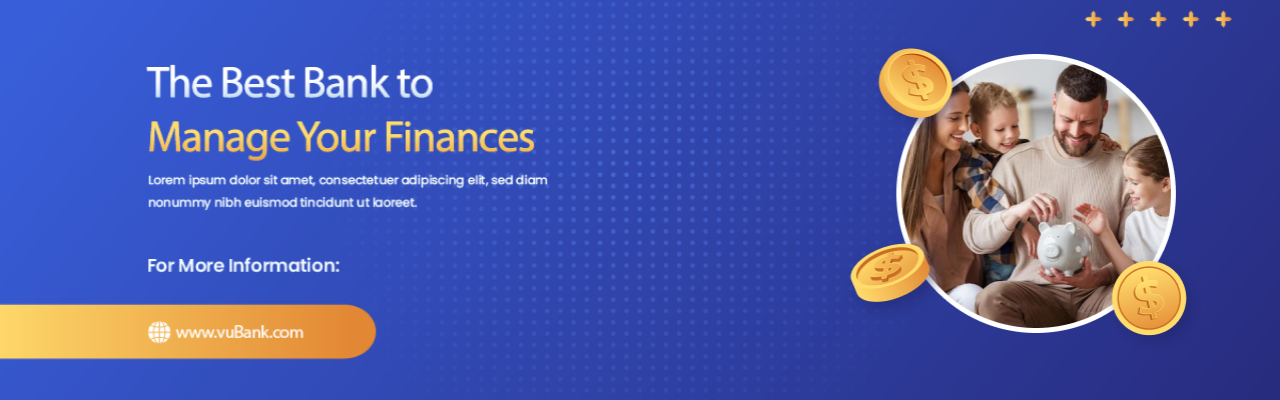 The Best Bank to
Manage Your Finances
Lorem ipsum dolor sit amet, consectetuer adipiscing elit, sed diam
nonummy nibh euismod tincidunt ut laoreet.
For More Information:
www.vuBank.com